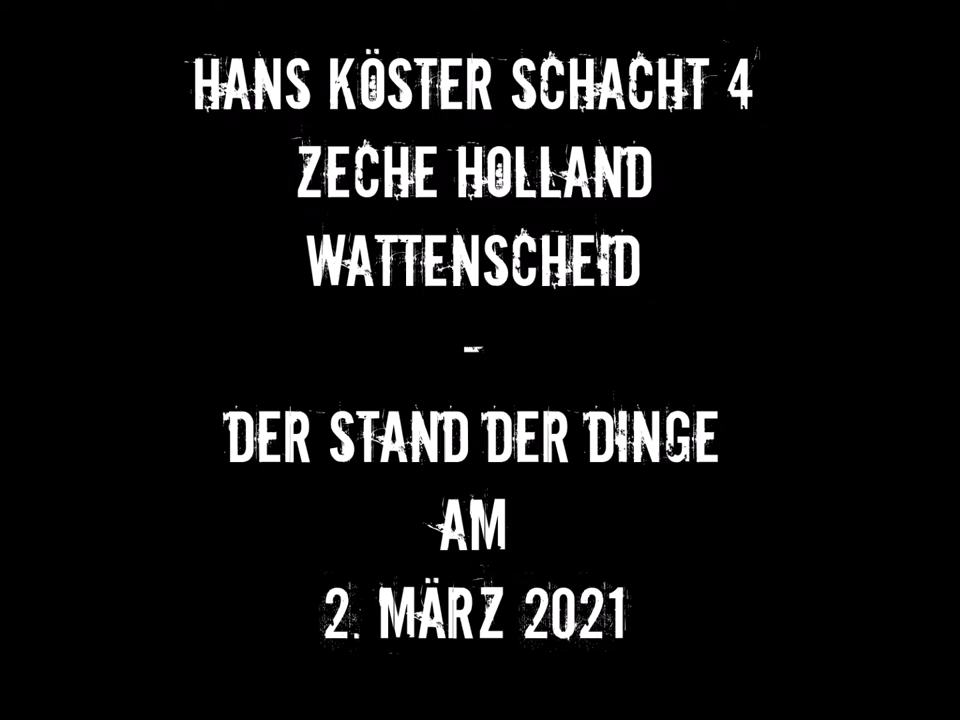 HANS KÖSTER SCHACHT 4
ZECHE HOLLAND
WATTENSCHEID
-
DER STAND DER DINGE
AM
2. MÄRZ 2021